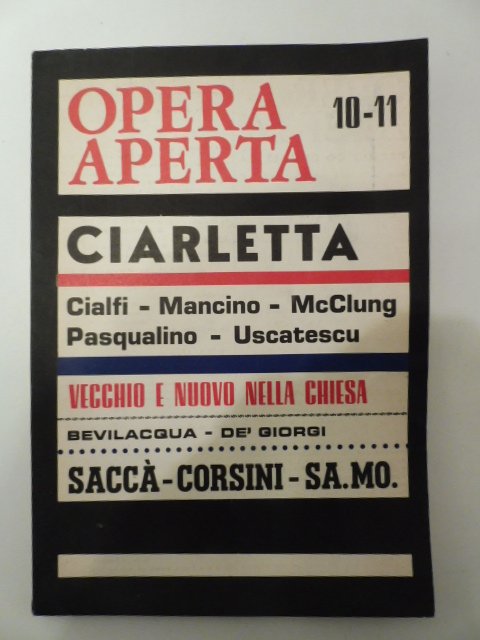 OPERA
APERTA
10-11
CIARLETTA
Cialfi - Mancino - McClung
Pasqualino - Uscatescu
VECCHIO E NUOVO NELLA CHIESA
BEVILACQUA - DE' GIORGI
SACCÀ - CORSINI - SA.MO.